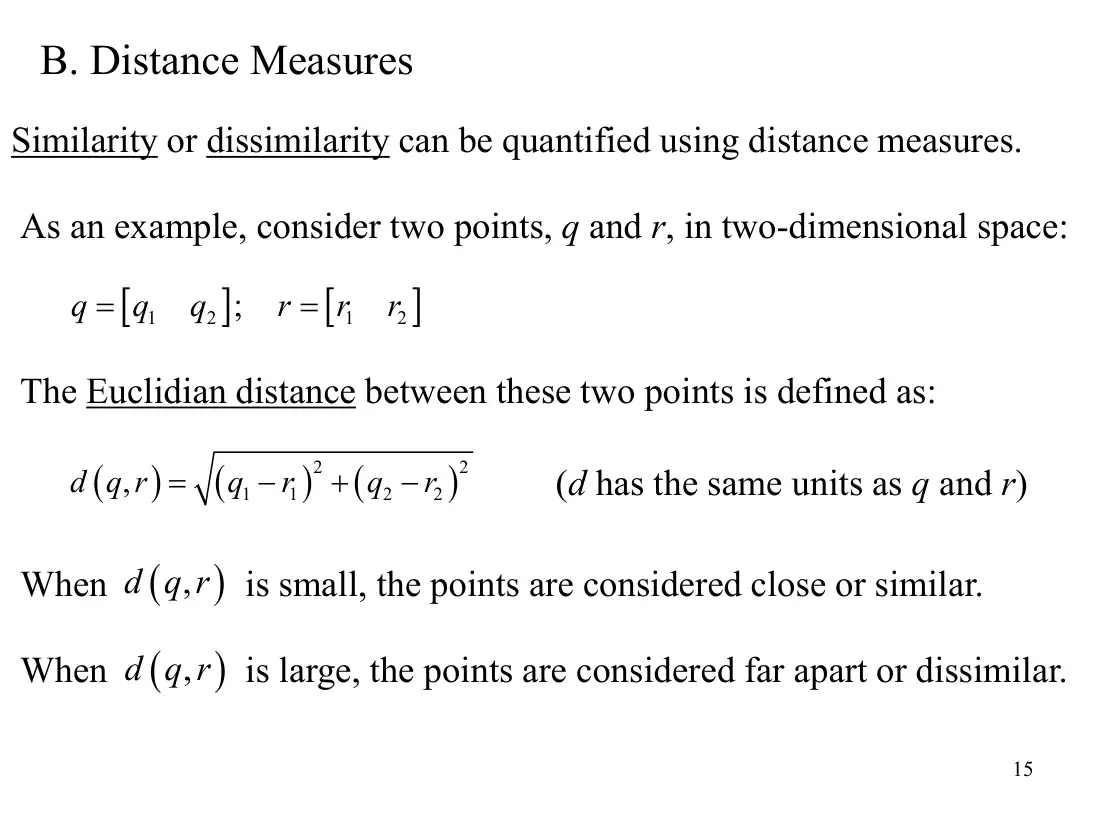 B. Distance Measures
Similarity or dissimilarity can be quantified using distance measures.
As an example, consider two points, q and r, in two-dimensional space:
q = [q₁ q₂]; r = [r₁ r₂]
The Euclidian distance between these two points is defined as:
d(q,r) = √((q₁ − r₁)² + (q₂ − r₂)²) (d has the same units as q and r)
When d(q,r) is small, the points are considered close or similar.
When d(q,r) is large, the points are considered far apart or dissimilar.
15